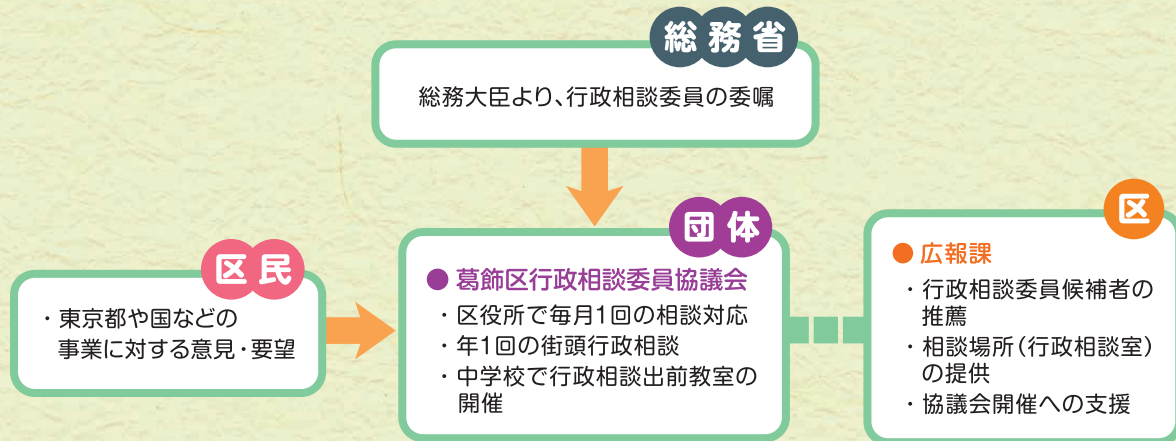 総務省
総務大臣より、行政相談委員の委嘱
区民
・東京都や国などの
事業に対する意見・要望
団体
●葛飾区行政相談委員協議会
・区役所で毎月1回の相談対応
・年1回の街頭行政相談
・中学校で行政相談出前教室の
開催
区
●広報課
・行政相談委員候補者の
推薦
・相談場所(行政相談室)
の提供
・協議会開催への支援